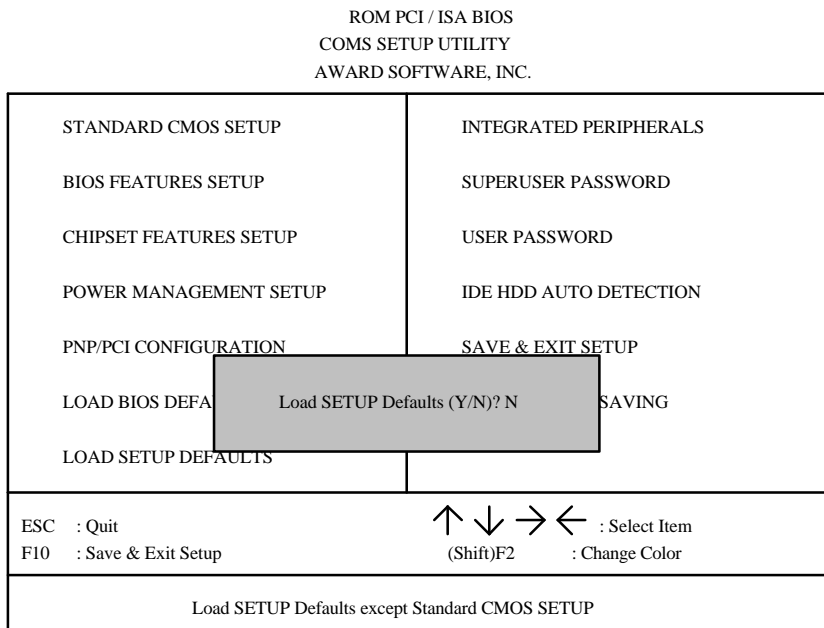 ROM PCI / ISA BIOS
COMS SETUP UTILITY
AWARD SOFTWARE, INC.
STANDARD CMOS SETUP
INTEGRATED PERIPHERALS
BIOS FEATURES SETUP
SUPERUSER PASSWORD
CHIPSET FEATURES SETUP
USER PASSWORD
POWER MANAGEMENT SETUP
IDE HDD AUTO DETECTION
PNP/PCI CONFIGURATION
SAVE & EXIT SETUP
LOAD BIOS DEFA
Load SETUP Defaults (Y/N)? N
SAVING
LOAD SETUP DEFAULTS
ESC : Quit
↑ ↓ → ← : Select Item
F10 : Save & Exit Setup
(Shift)F2 : Change Color
Load SETUP Defaults except Standard CMOS SETUP